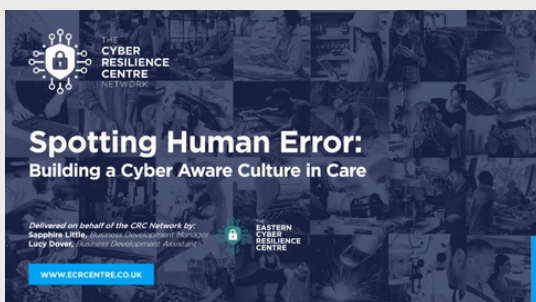 THE
CYBER
RESILIENCE
CENTRE
NETWORK
Spotting Human Error:
Building a Cyber Aware Culture in Care
Delivered on behalf of the CRC Network by:
Sapphire Little, Business Development Manager
Lucy Dover, Business Development Assistant
THE
EASTERN
CYBER
RESILIENCE
CENTRE
WWW.ECRCENTRE.CO.UK